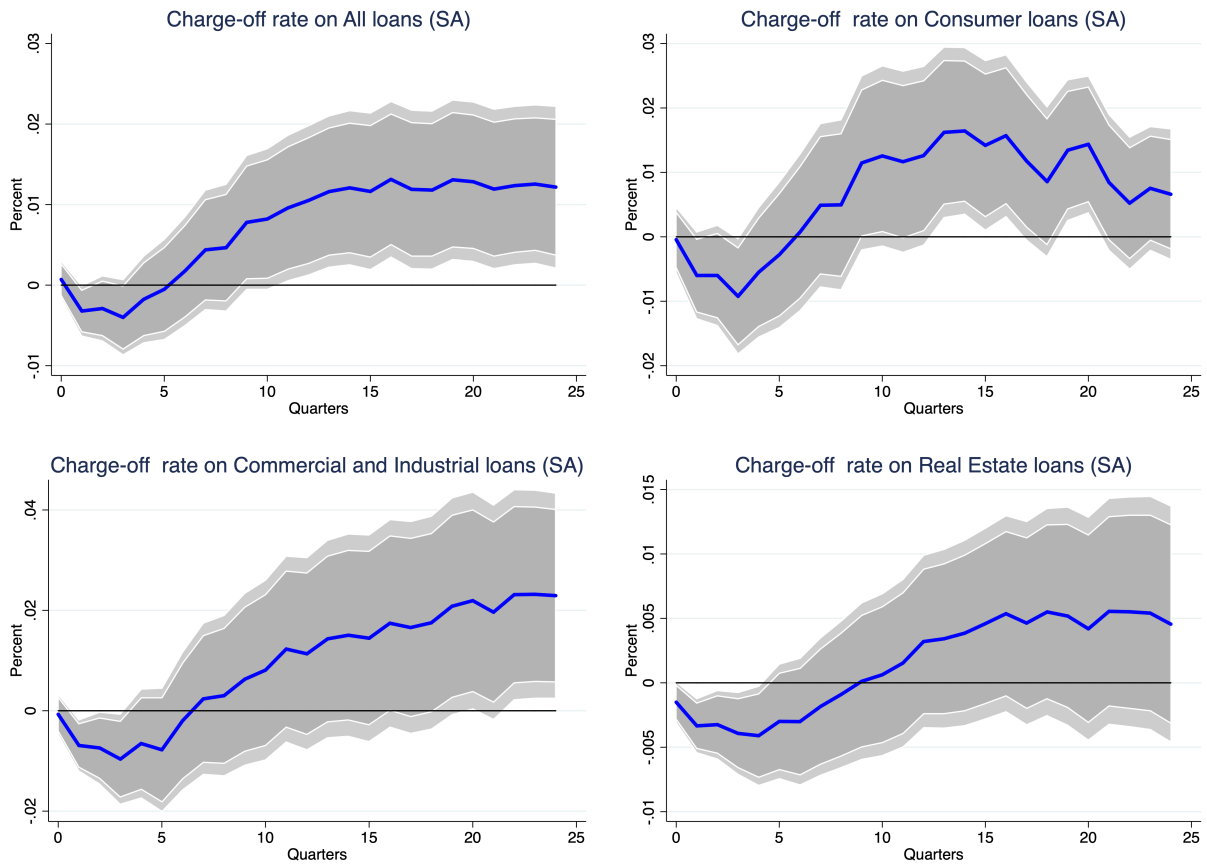 Charge-off rate on All loans (SA)
Percent
.03
.02
.01
0
-.01
0 5 10 15 20 25
Quarters
Charge-off  rate on Consumer loans (SA)
Percent
.03
.02
.01
0
-.01
-.02
0 5 10 15 20 25
Quarters
Charge-off  rate on Commercial and Industrial loans (SA)
Percent
.04
.02
0
-.02
0 5 10 15 20 25
Quarters
Charge-off  rate on Real Estate loans (SA)
Percent
.015
.01
.005
0
-.005
-.01
0 5 10 15 20 25
Quarters